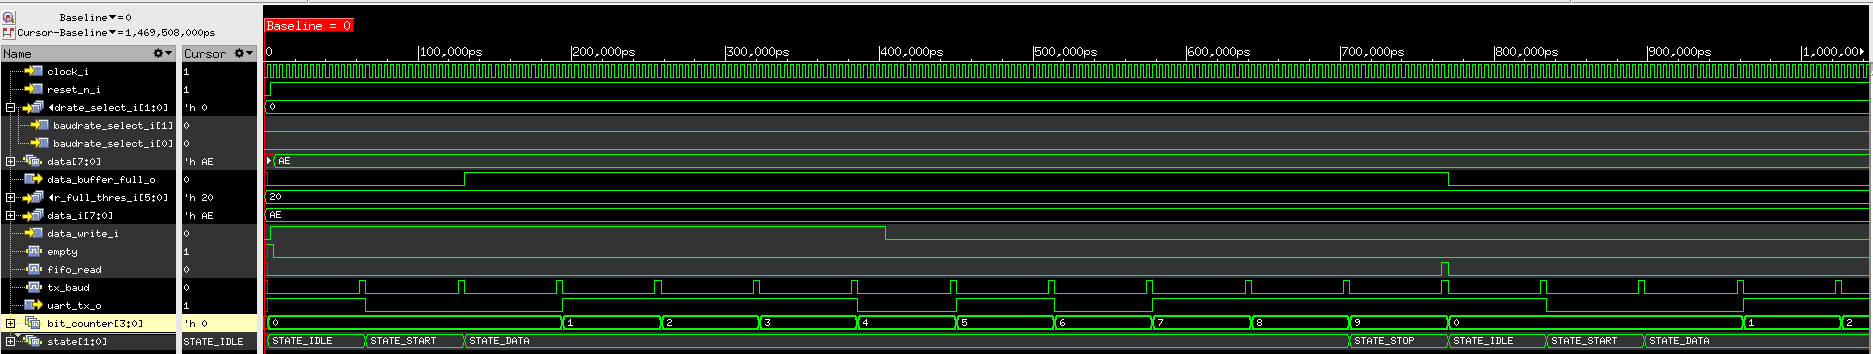 Baseline▼=0
Cursor-Baseline▼=1,469,508,000ps
Baseline = 0
Name Cursor 0 100,000ps 200,000ps 300,000ps 400,000ps 500,000ps 600,000ps 700,000ps 800,000ps 900,000ps 1,000,00
clock_i 1
reset_n_i 1
drate_select_i[1:0] 'h 0 0
baudrate_select_i[1] 0
baudrate_select_i[0] 0
data[7:0] 'h AE AE
data_buffer_full_o 0
r_full_thres_i[5:0] 'h 20 20
data_i[7:0] 'h AE AE
data_write_i 0
empty 1
fifo_read 0
tx_baud 0
uart_tx_o 1
bit_counter[3:0] 'h 0 0 1 2 3 4 5 6 7 8 9 0 1 2
state[1:0] STATE_IDLE STATE_IDLE STATE_START STATE_DATA STATE_STOP STATE_IDLE STATE_START STATE_DATA